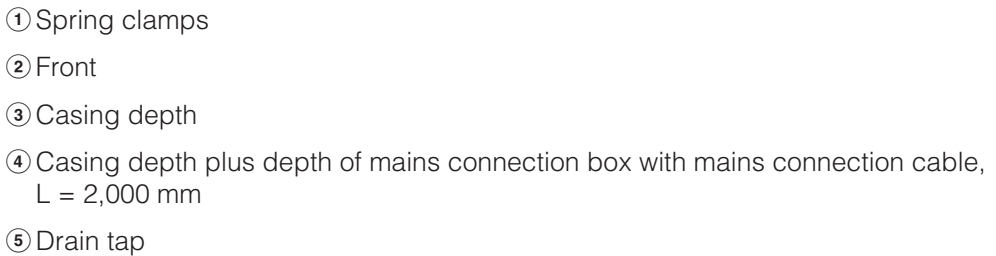 ① Spring clamps
② Front
③ Casing depth
④ Casing depth plus depth of mains connection box with mains connection cable,
L = 2,000 mm
⑤ Drain tap